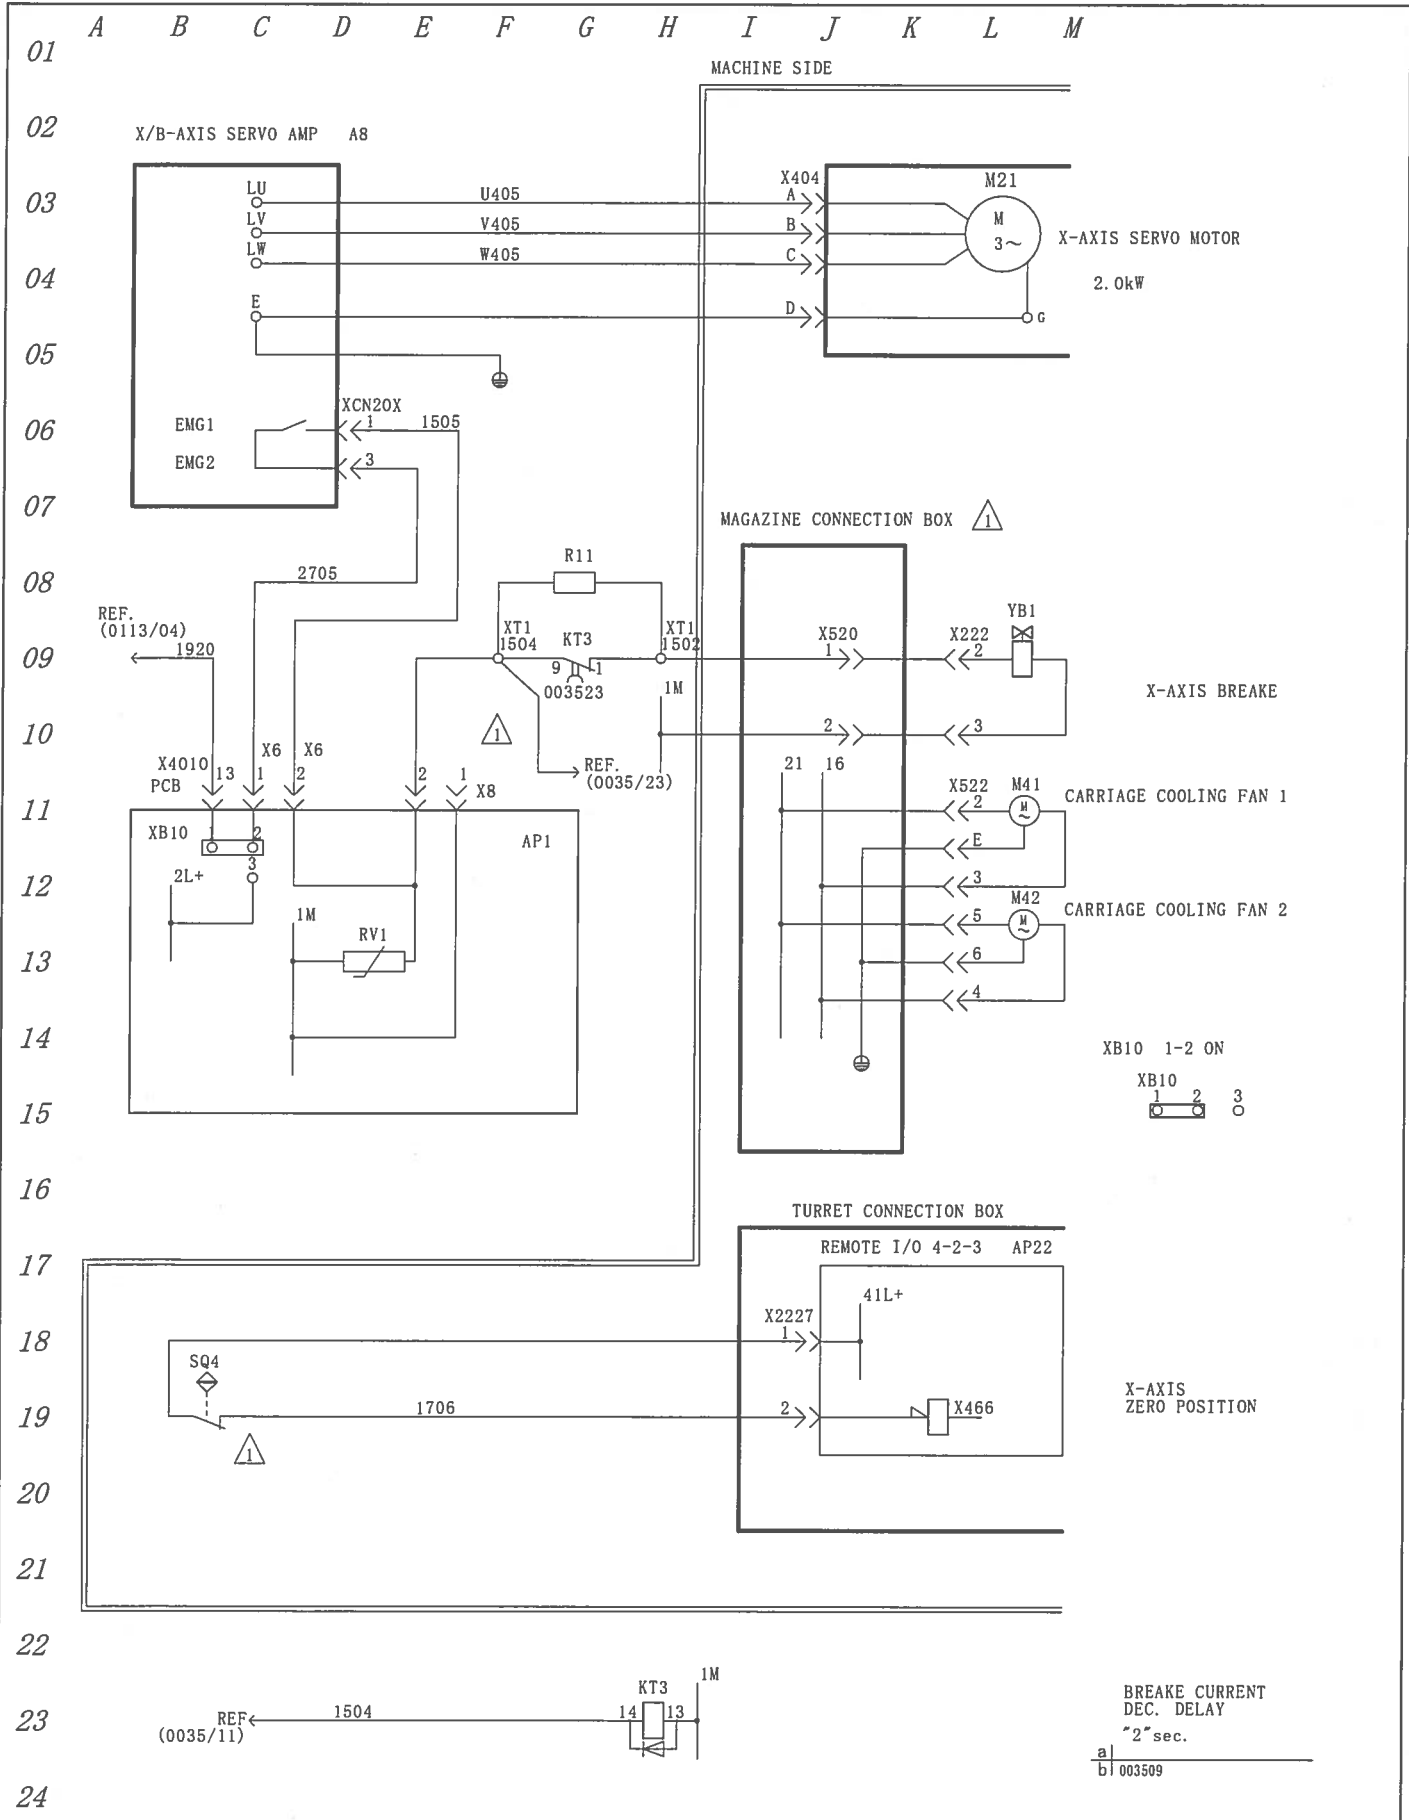 A B C D E F G H I J K L M
01
MACHINE SIDE
02
X/B-AXIS SERVO AMP A8
03
LU U405 X404 A M21
LV V405 B M 3~ X-AXIS SERVO MOTOR
LW W405 C
04
2.0kW
E D G
05
XCN20X
06
EMG1 1 1505
EMG2 3
07
MAGAZINE CONNECTION BOX 1
R11
08
2705
REF.
(0113/04)
YB1
XT1 XT1
1504 KT3 1502
X520 X222
09
1920 9 1 1 2
003523 1M
X-AXIS BREAKE
10
1 2 3
X6 X6
X4010 13 1 2 2 1
PCB X8
REF.
(0035/23)
21 16
X522 M41
11
2 M ~ CARRIAGE COOLING FAN 1
XB10 1 2 AP1 E
3
12
2L+ 3
M42
1M 5 M ~ CARRIAGE COOLING FAN 2
RV1
13
6
4
14
XB10 1-2 ON
XB10
1 2 3
15
16
TURRET CONNECTION BOX
17
REMOTE I/O 4-2-3 AP22
41L+
X2227
18
1
SQ4
X-AXIS
ZERO POSITION
19
1706 2 X466
1
20
21
22
KT3 1M
23
REF
(0035/11)
1504 14 13
BREAKE CURRENT
DEC. DELAY
"2"sec.
a
b 003509
24